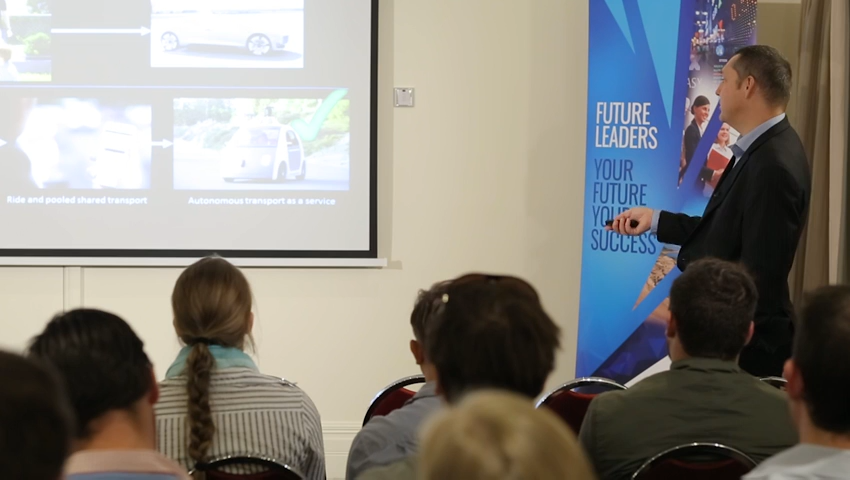 Ride and pooled shared transport
Autonomous transport as a service
FUTURE
LEADERS
YOUR
FUTURE
SUCCESS